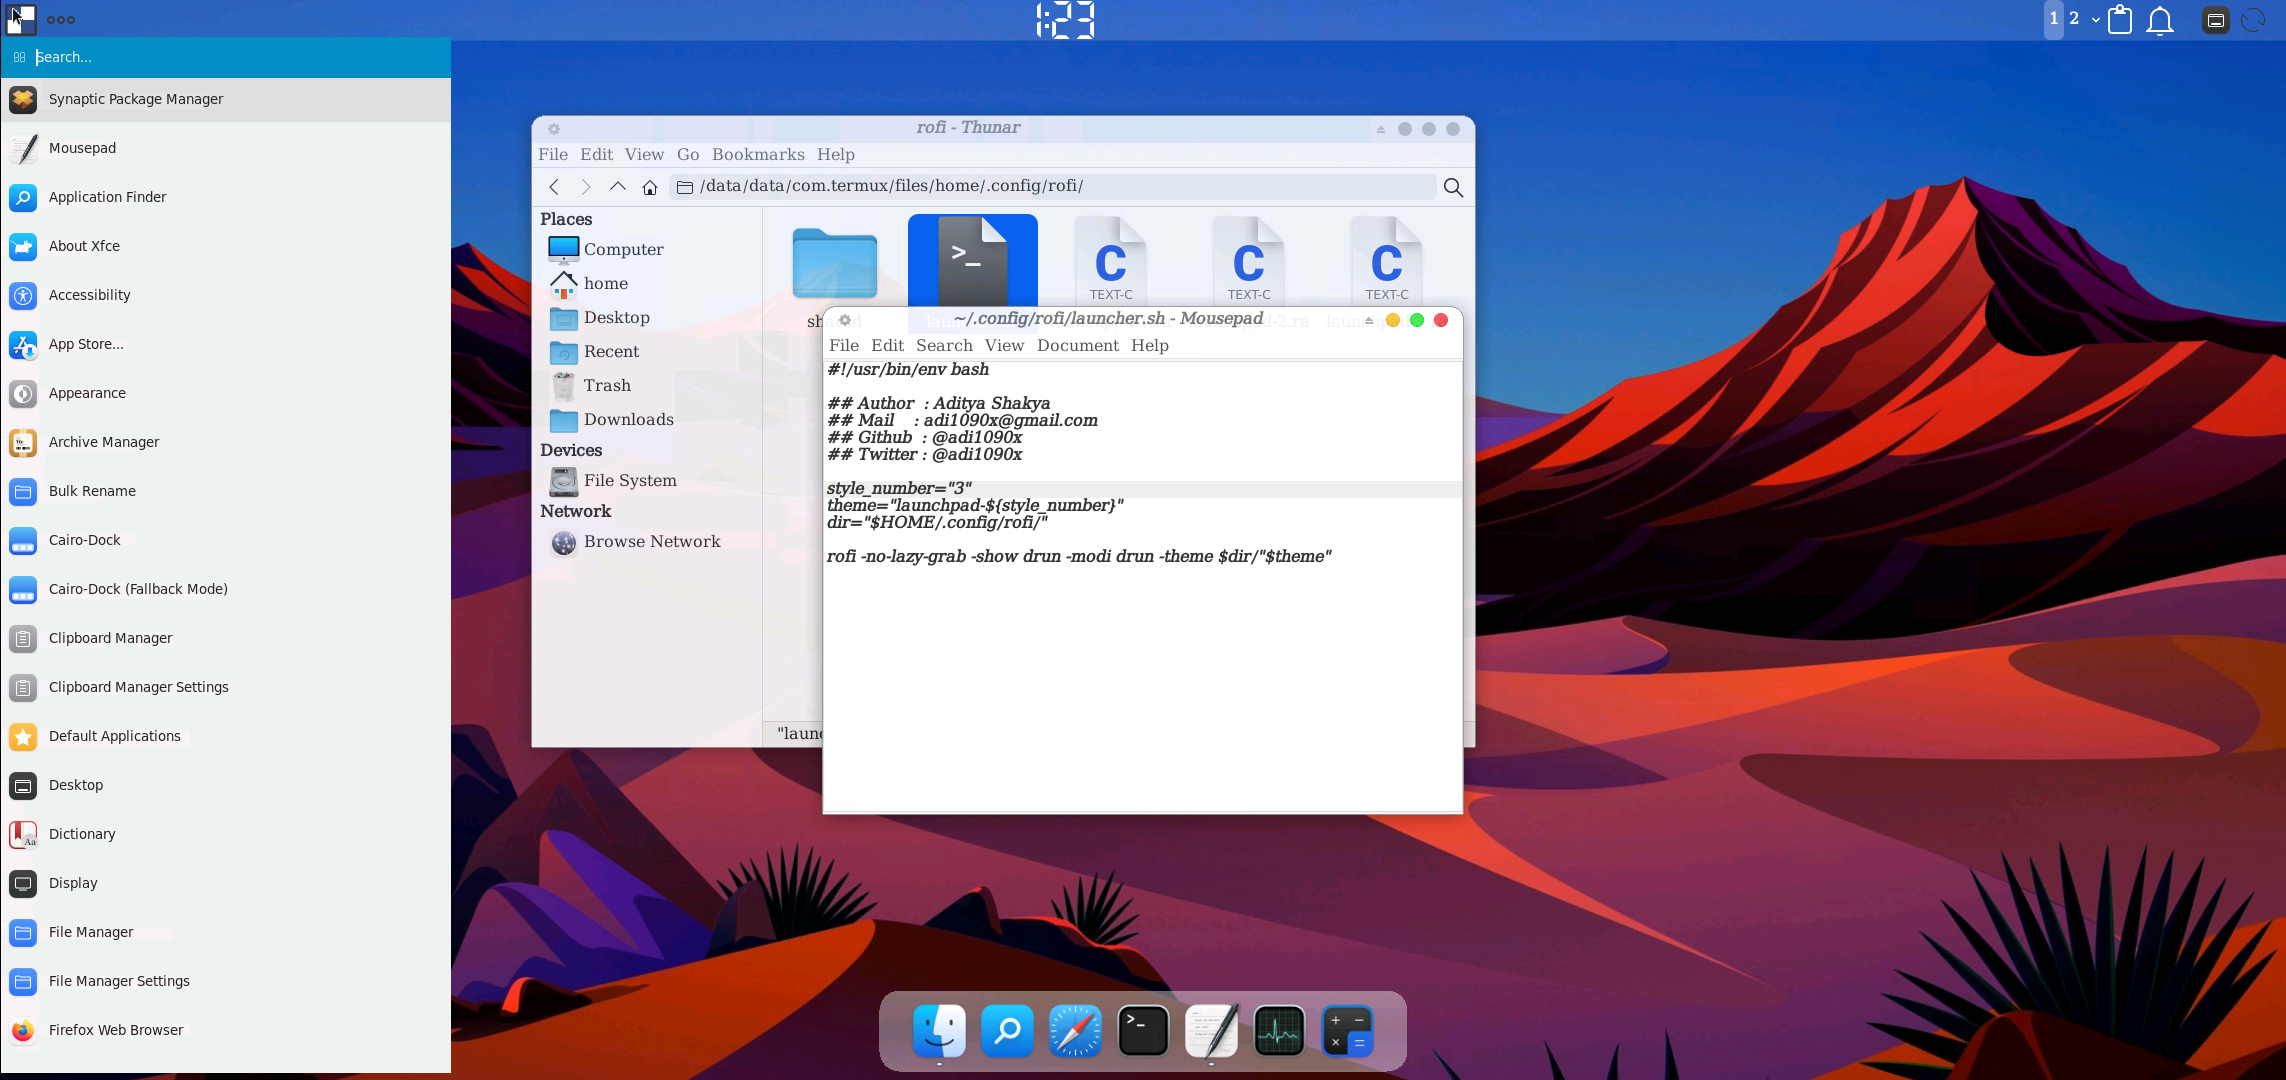 1:23
1 2
Search...
Synaptic Package Manager
Mousepad
Application Finder
About Xfce
Accessibility
App Store...
Appearance
Archive Manager
Bulk Rename
Cairo-Dock
Cairo-Dock (Fallback Mode)
Clipboard Manager
Clipboard Manager Settings
Default Applications
Desktop
Dictionary
Display
File Manager
File Manager Settings
Firefox Web Browser
rofi - Thunar
File Edit View Go Bookmarks Help
/data/data/com.termux/files/home/.config/rofi/
Places
Computer
home
Desktop
Recent
Trash
Downloads
Devices
File System
Network
Browse Network
>_
C C C
TEXT-C TEXT-C TEXT-C
"laun
~/.config/rofi/launcher.sh - Mousepad
File Edit Search View Document Help
#!/usr/bin/env bash
## Author : Aditya Shakya
## Mail : adi1090x@gmail.com
## Github : @adi1090x
## Twitter : @adi1090x
style_number="3"
theme="launchpad-${style_number}"
dir="$HOME/.config/rofi/"
rofi -no-lazy-grab -show drun -modi drun -theme $dir/"$theme"
>_